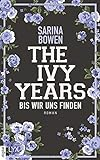 SARINA
BOWEN
THE IVY
YEARS
BIS WIR UNS FINDEN
ROMAN